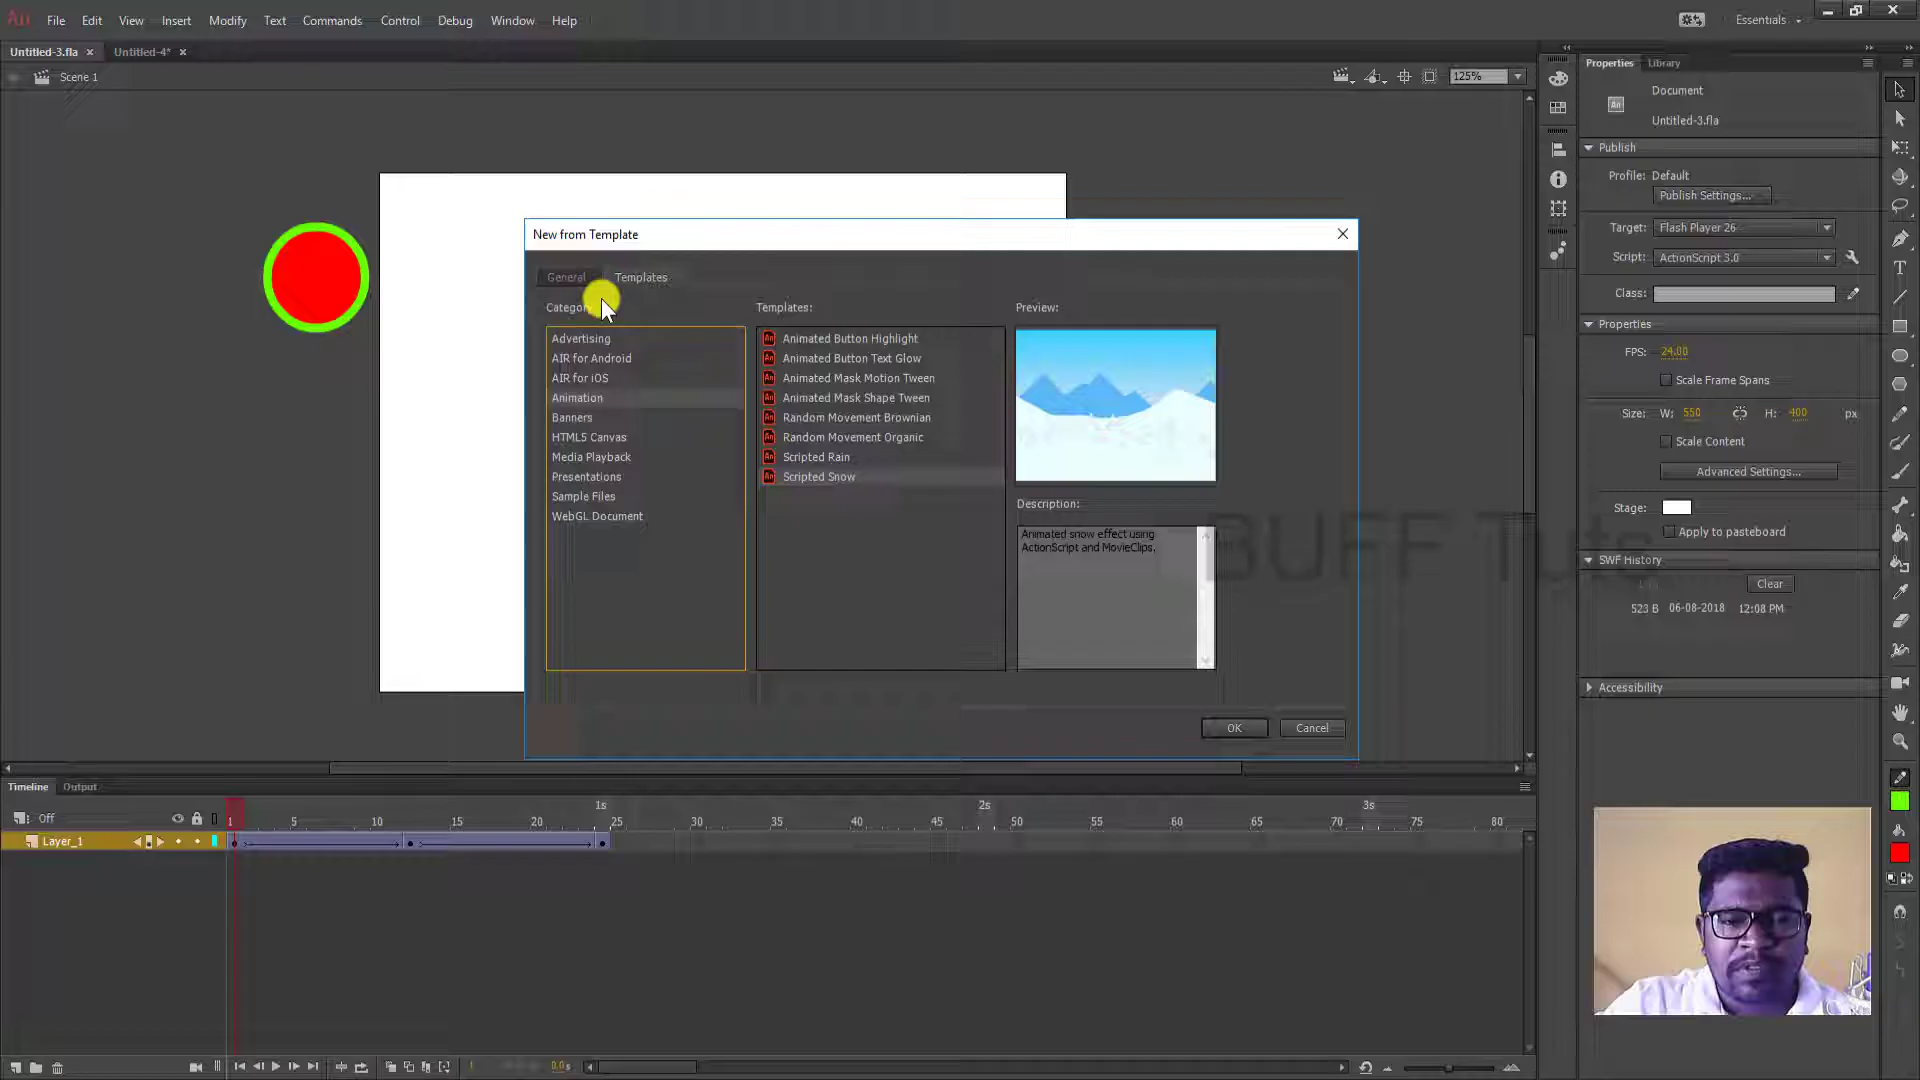 An File Edit View Insert Modify Text Commands Control Debug Window Help Essentials
Untitled-3.fla × Untitled-4* ×
Scene 1 125%
Properties Library
Document
An
Untitled-3.fla
Publish
Profile: Default
Publish Settings...
Target: Flash Player 26
Script: ActionScript 3.0
Class:
Properties
FPS: 24.00
Scale Frame Spans
Size: W: 550 H: 400 px
Scale Content
Advanced Settings...
Stage:
Apply to pasteboard
SWF History
Clear
523 B 06-08-2018 12:08 PM
Accessibility
New from Template
General Templates
Templates: Preview:
Advertising
AIR for Android
AIR for iOS
Animation
Banners
HTML5 Canvas
Media Playback
Presentations
Sample Files
WebGL Document
Animated Button Highlight
Animated Button Text Glow
Animated Mask Motion Tween
Animated Mask Shape Tween
Random Movement Brownian
Random Movement Organic
Scripted Rain
Scripted Snow
Description:
Animated snow effect using
ActionScript and MovieClips.
OK Cancel
BUFF Tuts
Timeline Output
1s 2s 3s
Off 1 5 10 15 20 25 30 35 40 45 50 55 60 65 70 75 80
Layer_1
1 0.0s